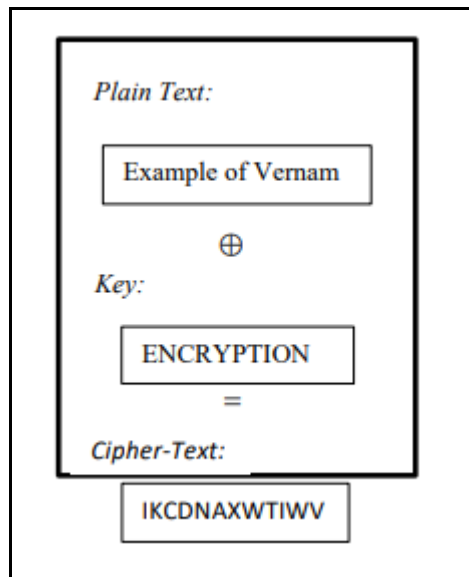 Plain Text:
Example of Vernam
⊕
Key:
ENCRYPTION
=
Cipher-Text:
IKCDNAXWTIWV